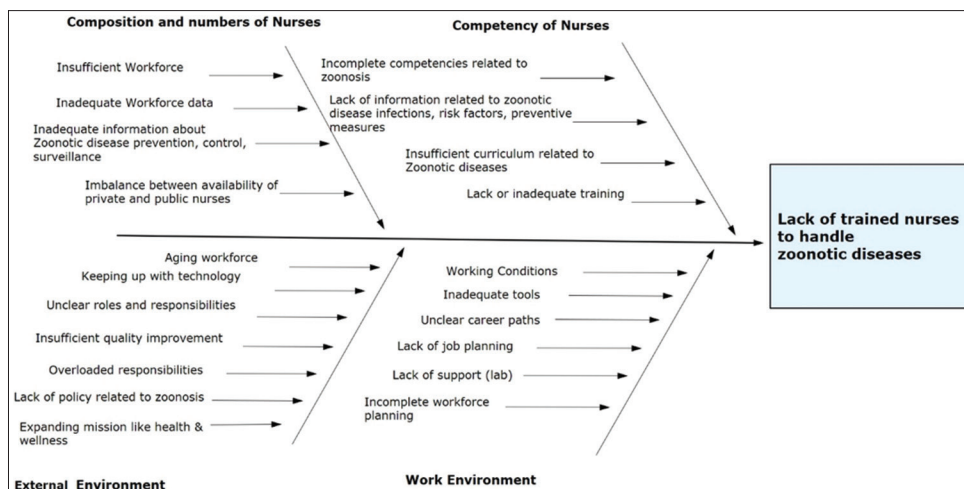 Composition and numbers of Nurses
Insufficient Workforce
Inadequate Workforce data
Inadequate information about
Zoonotic disease prevention, control,
surveillance
Imbalance between availability of
private and public nurses
Competency of Nurses
Incomplete competencies related to
zoonosis
Lack of information related to zoonotic
disease infections, risk factors, preventive
measures
Insufficient curriculum related to
Zoonotic diseases
Lack or inadequate training
Lack of trained nurses
to handle
zoonotic diseases
Aging workforce
Keeping up with technology
Unclear roles and responsibilities
Insufficient quality improvement
Overloaded responsibilities
Lack of policy related to zoonosis
Expanding mission like health &
wellness
External Environment
Working Conditions
Inadequate tools
Unclear career paths
Lack of job planning
Lack of support (lab)
Incomplete workforce
planning
Work Environment